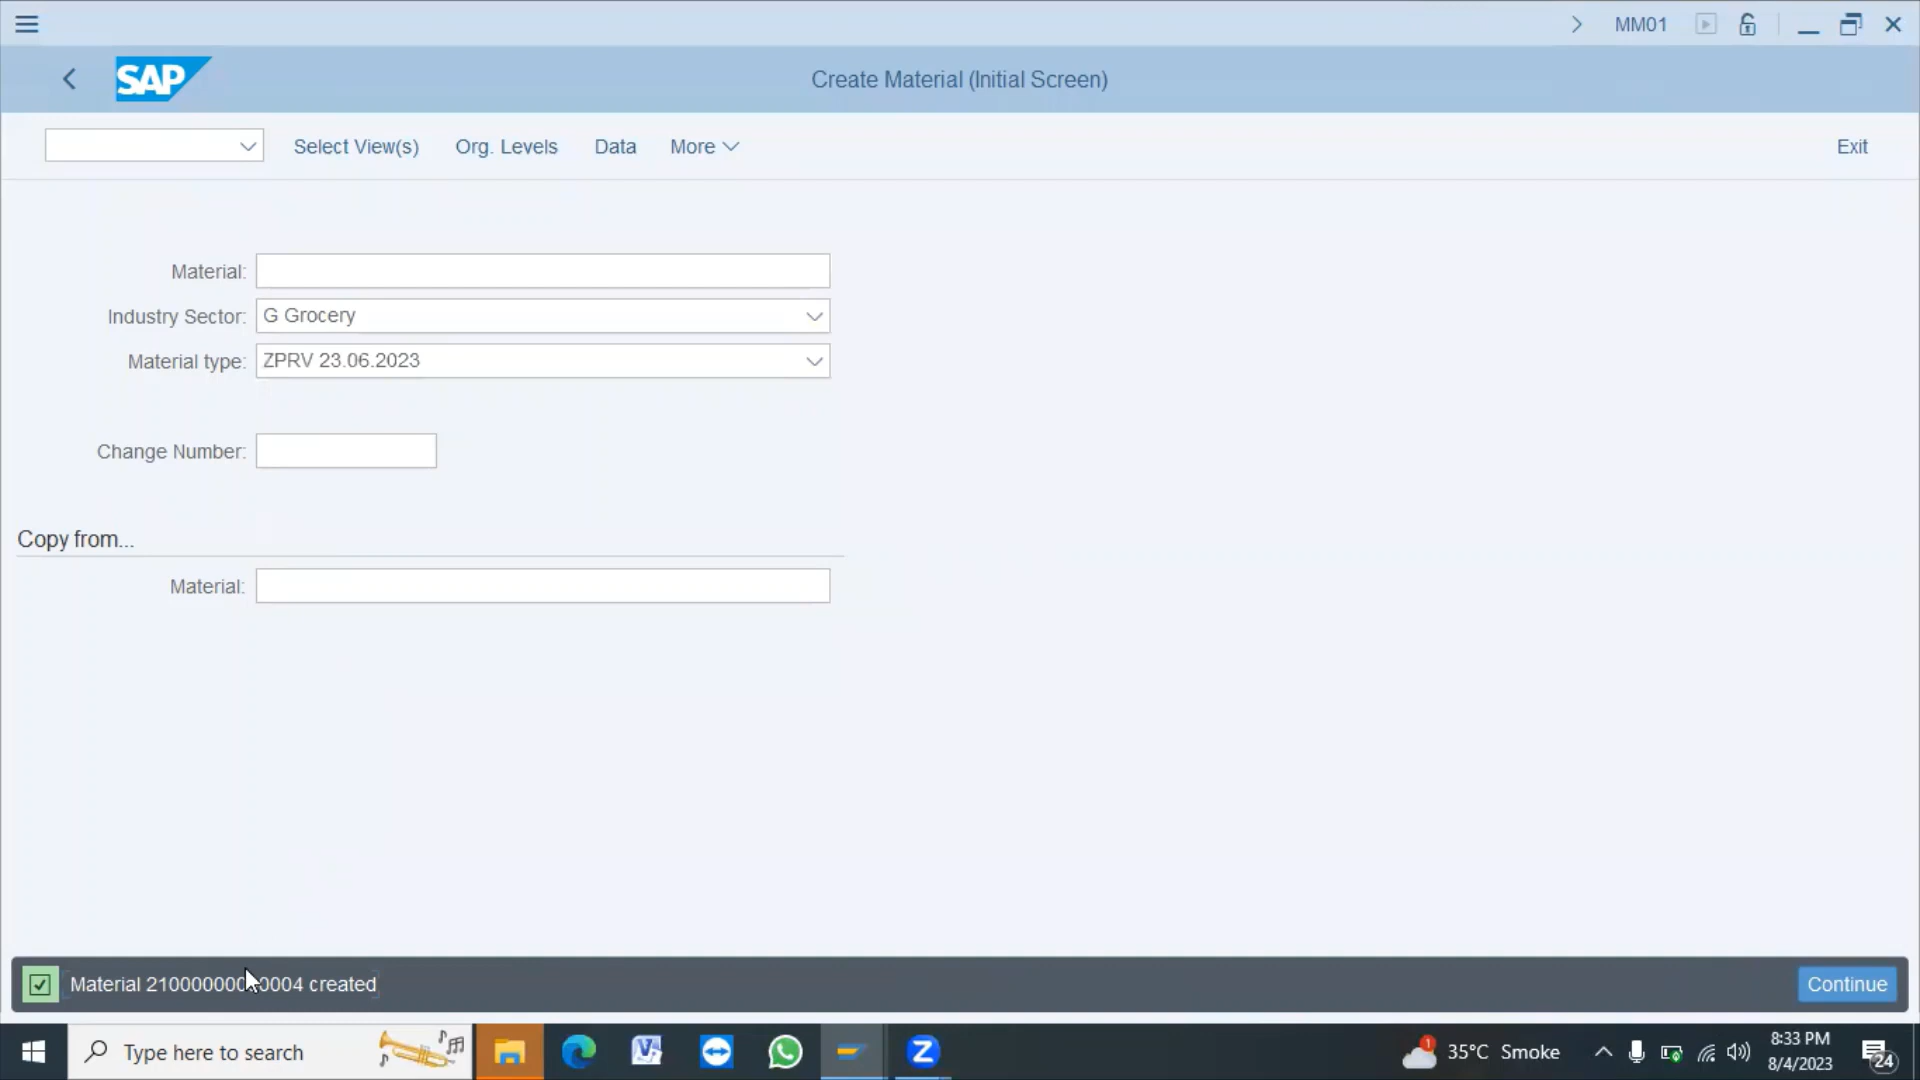 MM01
SAP
Create Material (Initial Screen)
Select View(s) Org. Levels Data More Exit
Material:
Industry Sector: G Grocery
Material type: ZPRV 23.06.2023
Change Number:
Copy from...
Material:
Material created
Continue
Type here to search
Z
1
35°C Smoke
8:33 PM
8/4/2023
24